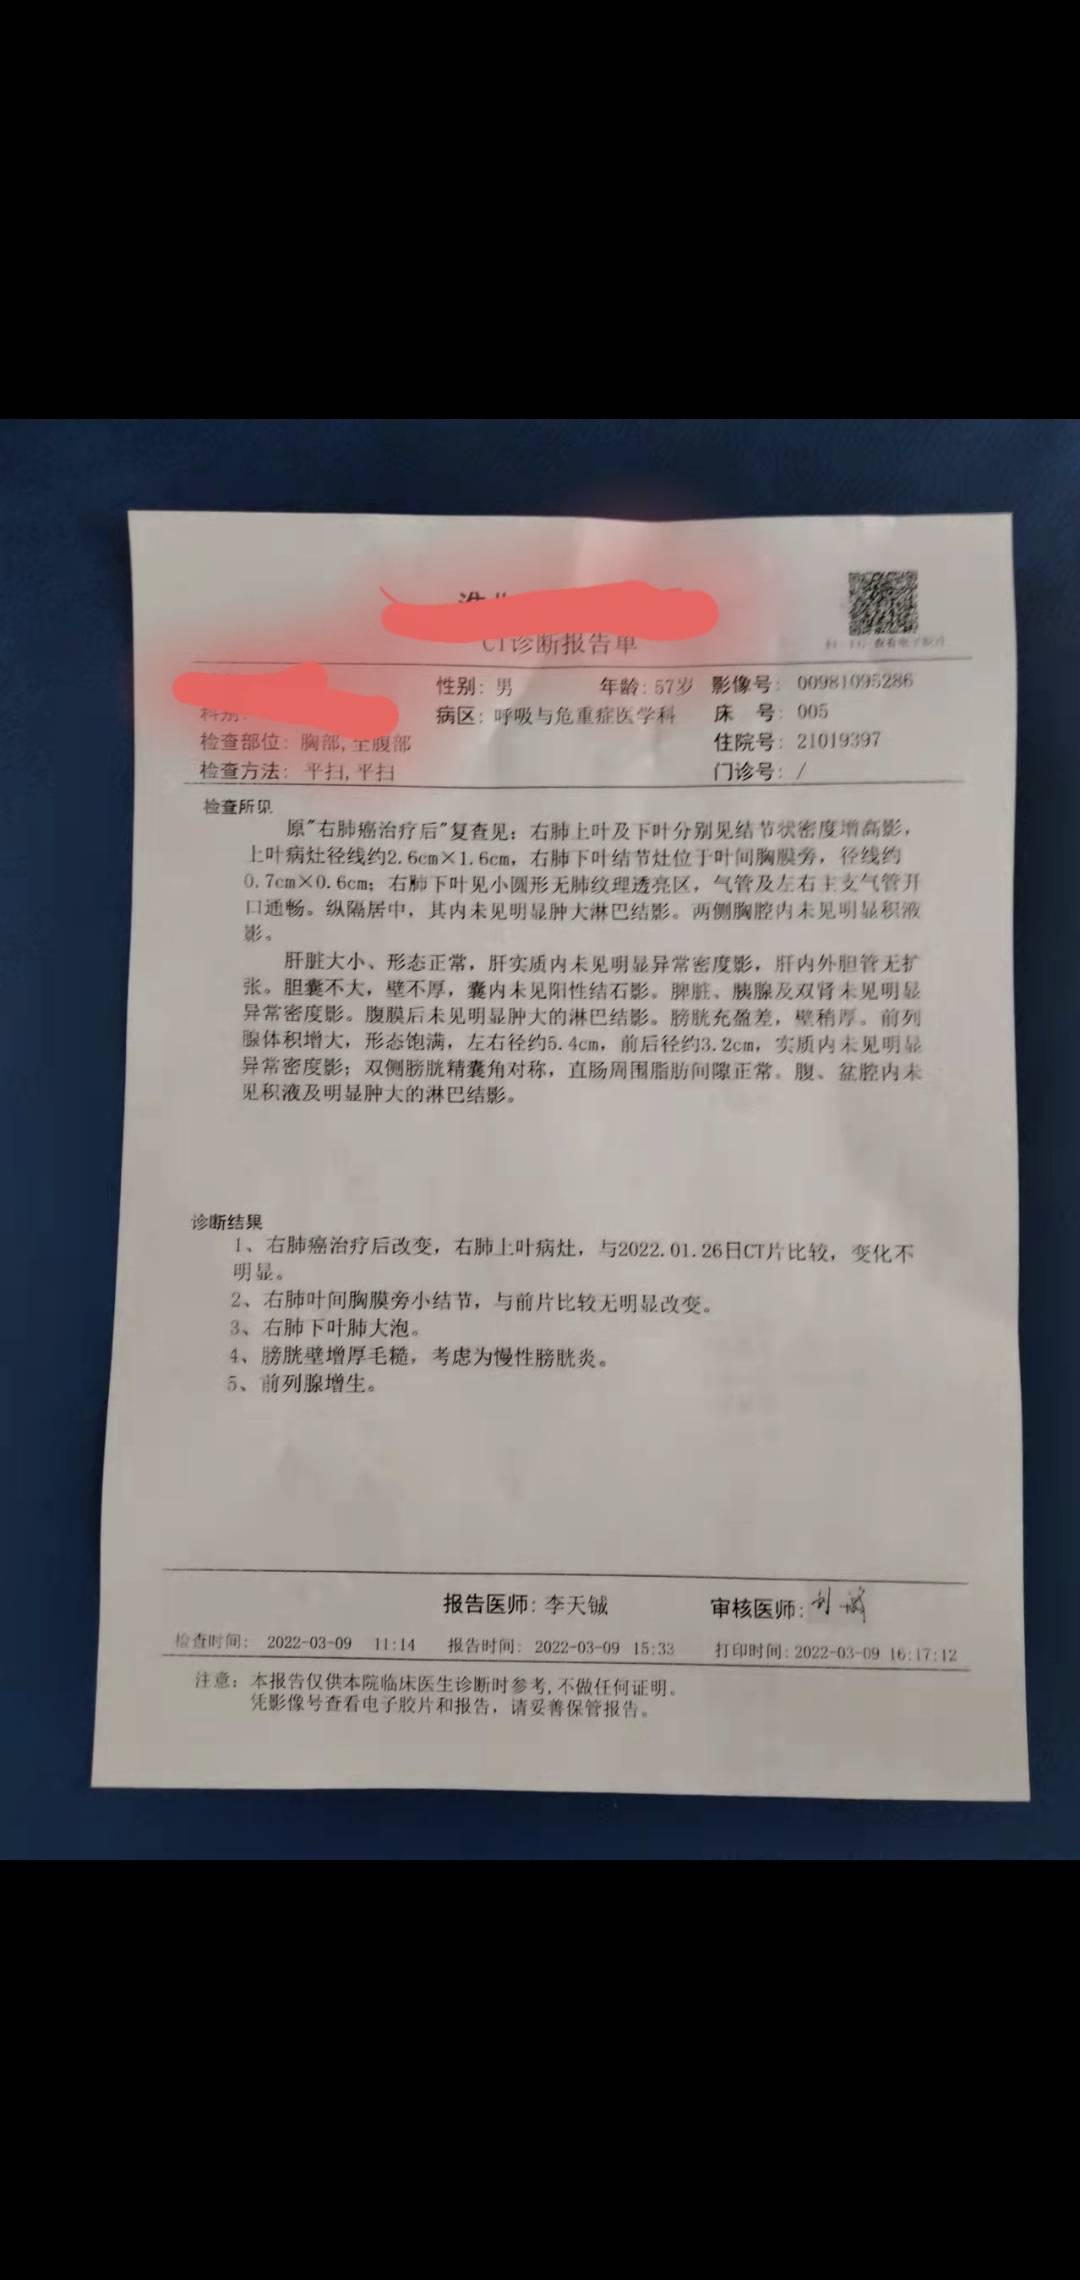 CT诊断报告单
扫一扫, 查看电子胶片
性别: 男 年龄: 57岁 影像号: 00981095286
科别: 病区: 呼吸与危重症医学科 床 号: 005
检查部位: 胸部,全腹部 住院号: 21019397
检查方法: 平扫,平扫 门诊号: /
检查所见
原"右肺癌治疗后"复查见: 右肺上叶及下叶分别见结节状密度增高影,
上叶病灶径线约2.6cm×1.6cm, 右肺下叶结节灶位于叶间胸膜旁, 径线约
0.7cm×0.6cm; 右肺下叶见小圆形无肺纹理透亮区, 气管及左右主支气管开
口通畅。纵隔居中, 其内未见明显肿大淋巴结影。两侧胸腔内未见明显积液
影。
肝脏大小、形态正常, 肝实质内未见明显异常密度影, 肝内外胆管无扩
张。胆囊不大, 壁不厚, 囊内未见阳性结石影。脾脏、胰腺及双肾未见明显
异常密度影。腹膜后未见明显肿大的淋巴结影。膀胱充盈差, 壁稍厚。前列
腺体积增大, 形态饱满, 左右径约5.4cm, 前后径约3.2cm, 实质内未见明显
异常密度影; 双侧膀胱精囊角对称, 直肠周围脂肪间隙正常。腹、盆腔内未
见积液及明显肿大的淋巴结影。
诊断结果
1、右肺癌治疗后改变, 右肺上叶病灶, 与2022.01.26日CT片比较, 变化不
明显。
2、右肺叶间胸膜旁小结节, 与前片比较无明显改变。
3、右肺下叶肺大泡。
4、膀胱壁增厚毛糙, 考虑为慢性膀胱炎。
5、前列腺增生。
报告医师: 李天铖 审核医师:
检查时间: 2022-03-09 11:14 报告时间: 2022-03-09 15:33 打印时间: 2022-03-09 16:17:12
注意: 本报告仅供本院临床医生诊断时参考,不做任何证明。
凭影像号查看电子胶片和报告, 请妥善保管报告。